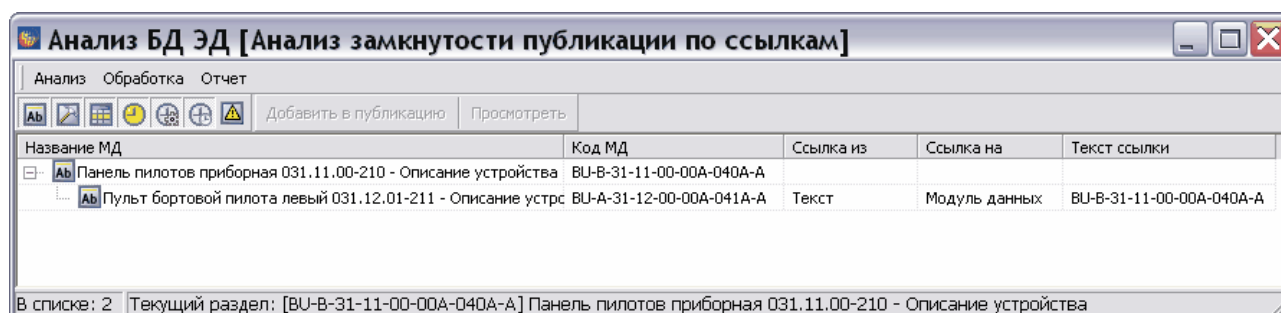 Анализ БД ЭД [Анализ замкнутости публикации по ссылкам]
Анализ Обработка Отчет
Ab Добавить в публикацию Просмотреть
Название МД Код МД Ссылка из Ссылка на Текст ссылки
Ab Панель пилотов приборная 031.11.00-210 - Описание устройства BU-B-31-11-00-00A-040A-A
Ab Пульт бортовой пилота левый 031.12.01-211 - Описание устрс BU-A-31-12-00-00A-041A-A Текст Модуль данных BU-B-31-11-00-00A-040A-A
В списке: 2 Текущий раздел: [BU-B-31-11-00-00A-040A-A] Панель пилотов приборная 031.11.00-210 - Описание устройства